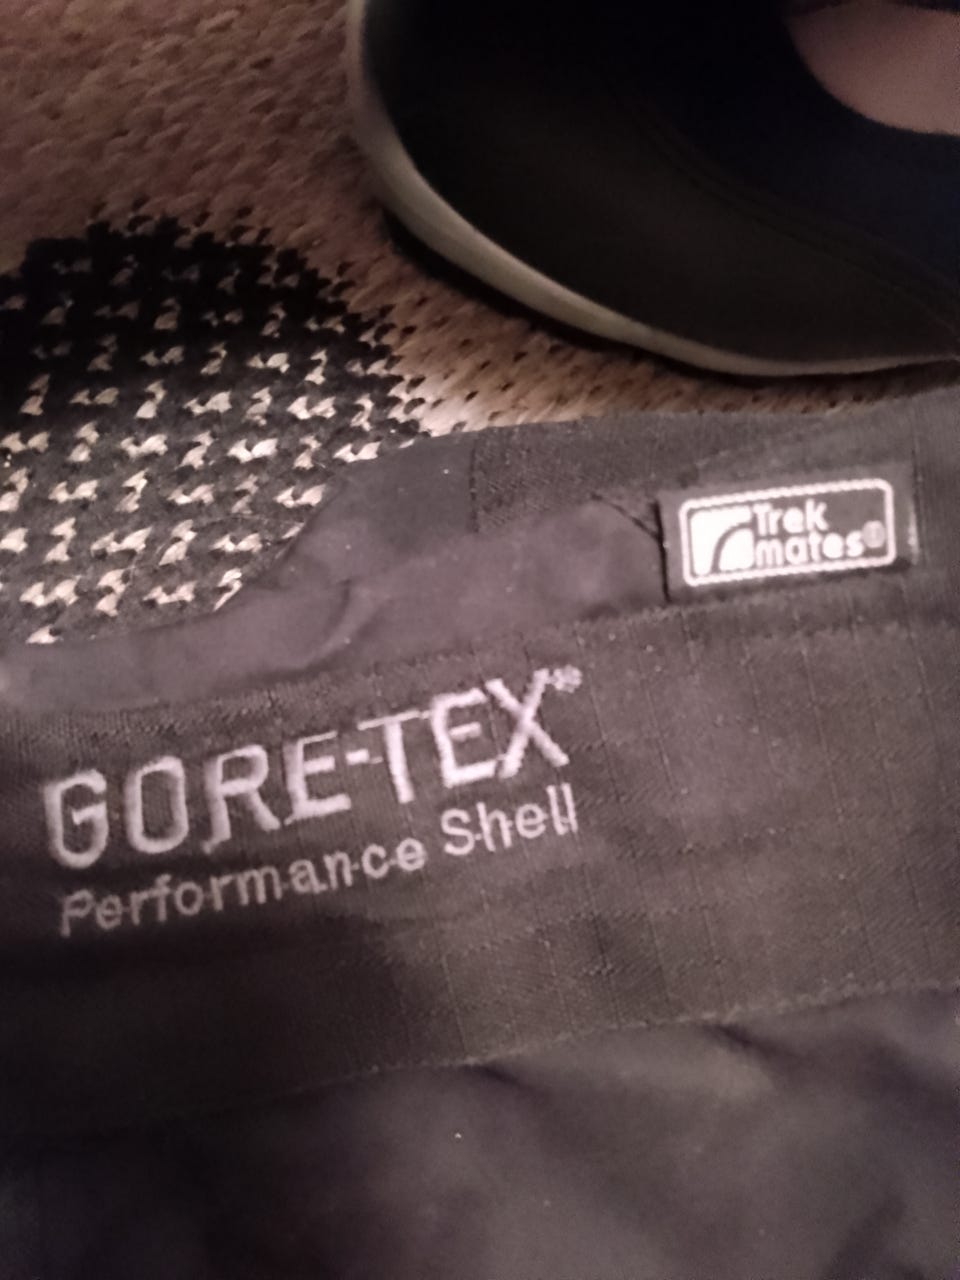 Trek
mates®
GORE-TEX®
Performance Shell